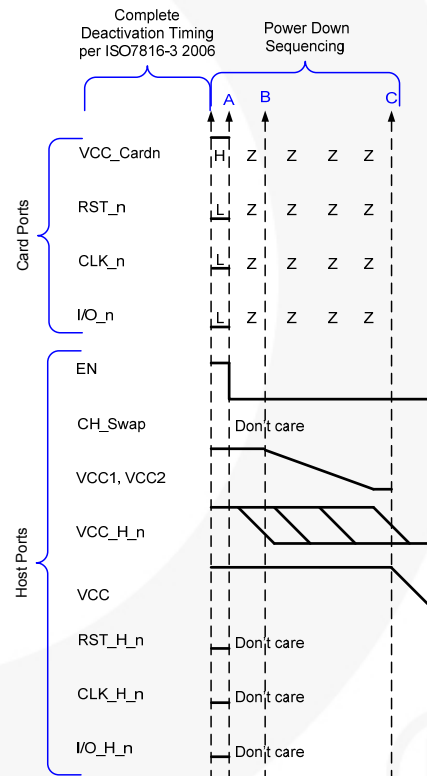 Complete
Deactivation Timing
per ISO7816-3 2006
Power Down
Sequencing
A B C
Card Ports
VCC_Cardn H Z Z Z Z
RST_n L Z Z Z Z
CLK_n L Z Z Z Z
I/O_n L Z Z Z Z
Host Ports
EN
CH_Swap Don't care
VCC1, VCC2
VCC_H_n
VCC
RST_H_n Don't care
CLK_H_n Don't care
I/O_H_n Don't care